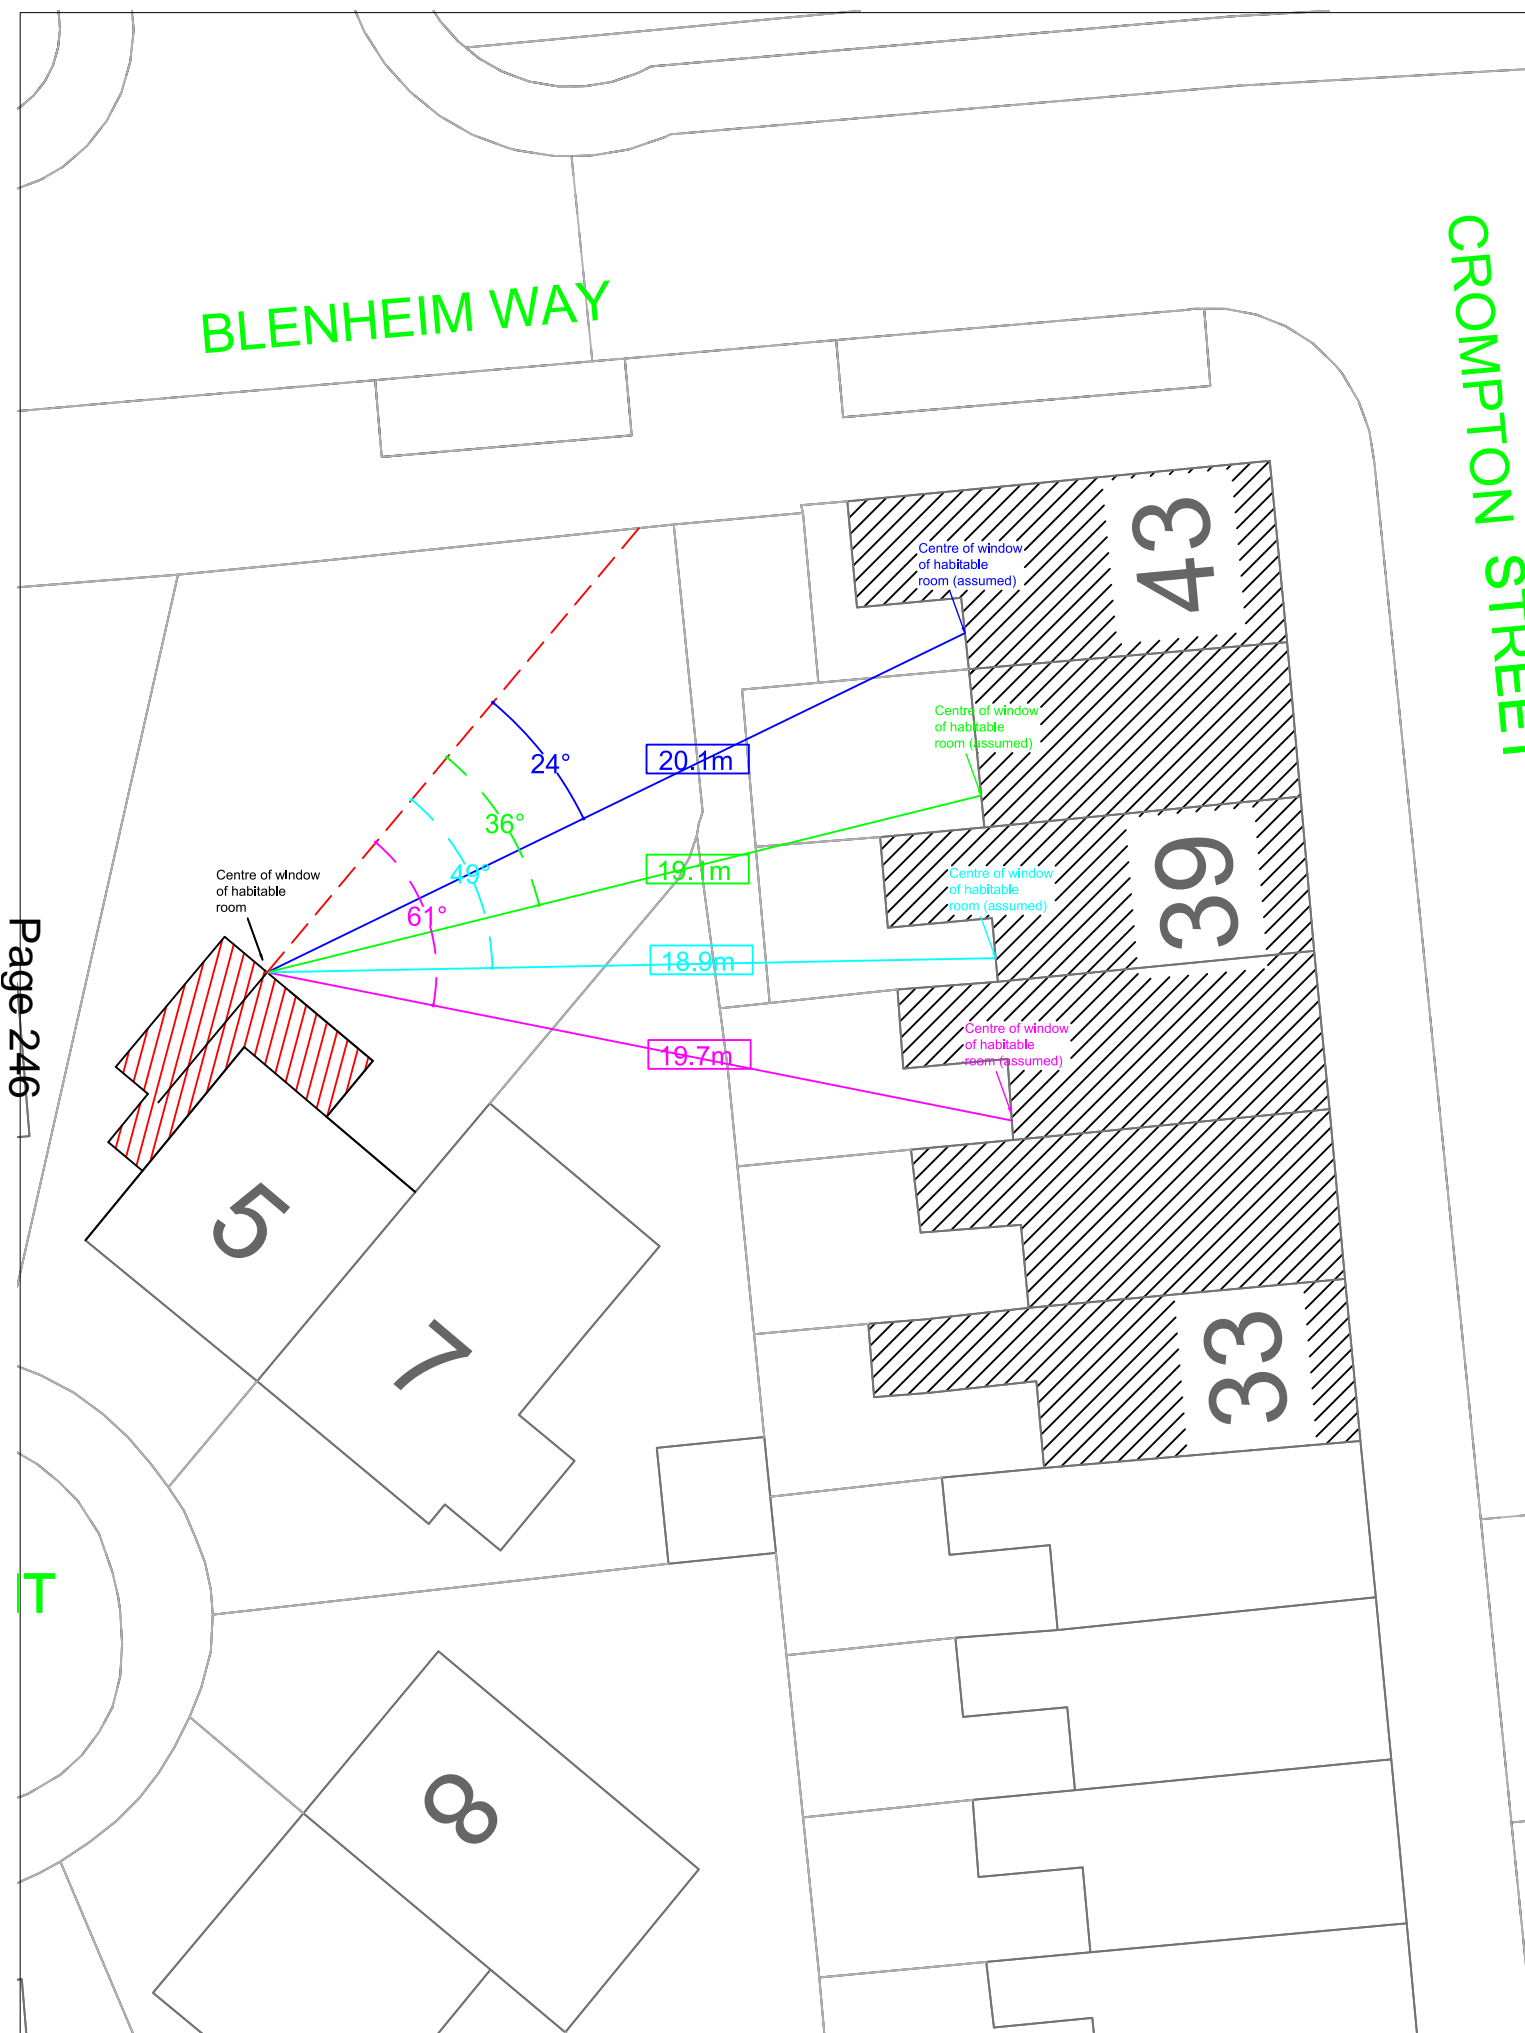 BLENHEIM WAY
CROMPTON STREET
43
Centre of window
of habitable
room (assumed)
Centre of window
of habitable
room (assumed)
24°
20.1m
36°
19.1m
49°
39
Centre of window
of habitable
room (assumed)
Centre of window
of habitable
room
61°
18.9m
Page 246
Centre of window
of habitable
room (assumed)
19.7m
5
7
33
T
8